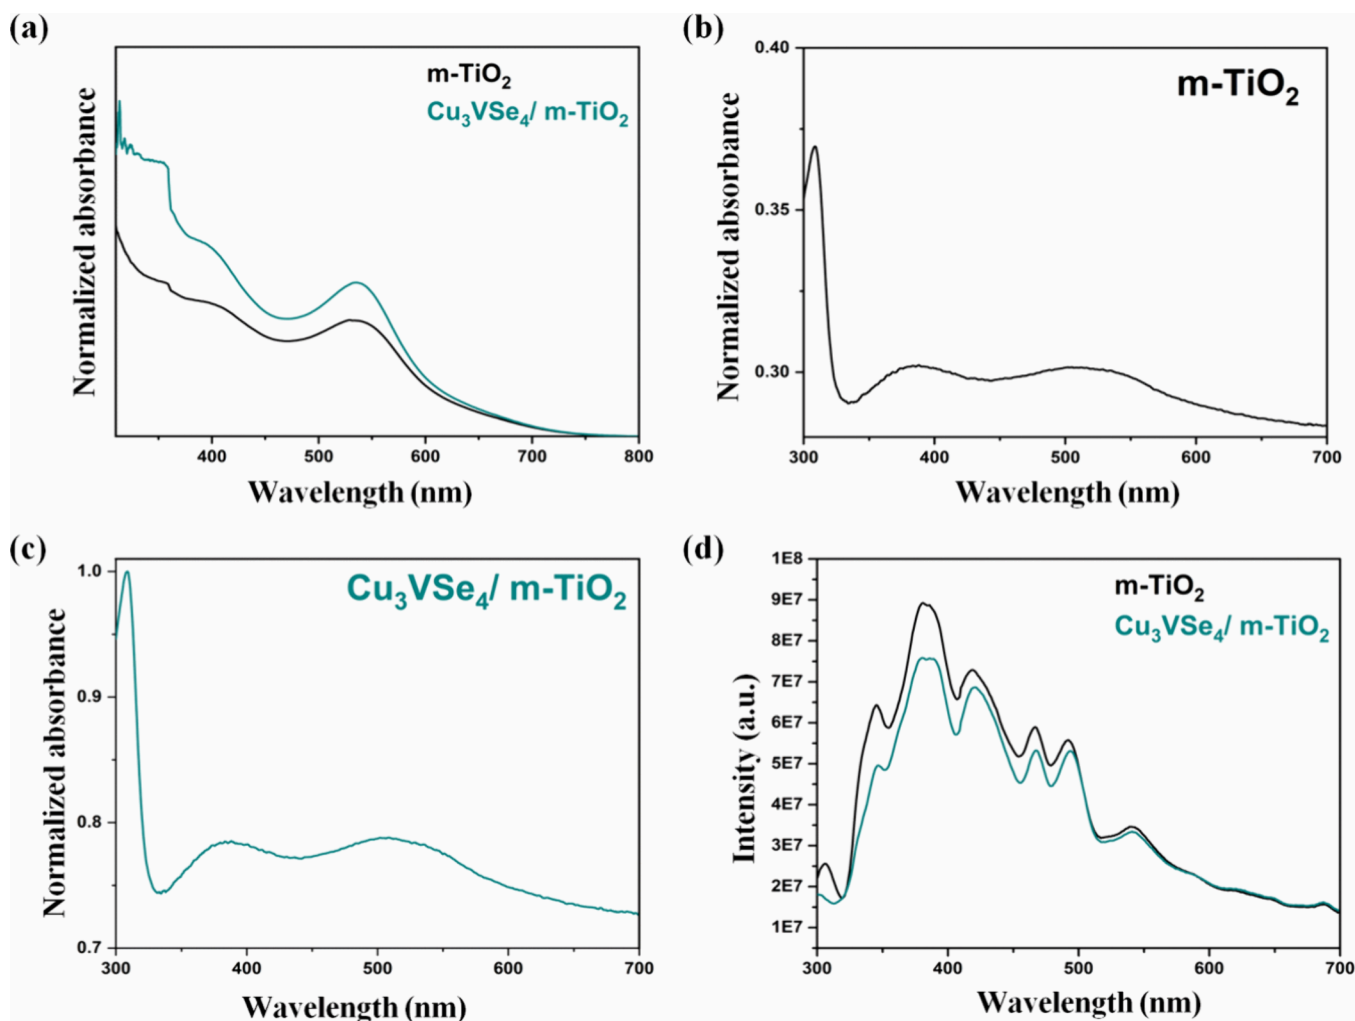 (a)
m-TiO₂
Cu₃VSe₄/ m-TiO₂
Normalized absorbance
400 500 600 700 800
Wavelength (nm)
(b)
0.40
m-TiO₂
0.35
0.30
Normalized absorbance
300 400 500 600 700
Wavelength (nm)
(c)
1.0
Cu₃VSe₄/ m-TiO₂
0.9
0.8
0.7
Normalized absorbance
300 400 500 600 700
Wavelength (nm)
(d)
1E8
m-TiO₂
9E7
Cu₃VSe₄/ m-TiO₂
8E7
7E7
6E7
5E7
4E7
3E7
2E7
1E7
Intensity (a.u.)
300 400 500 600 700
Wavelength (nm)